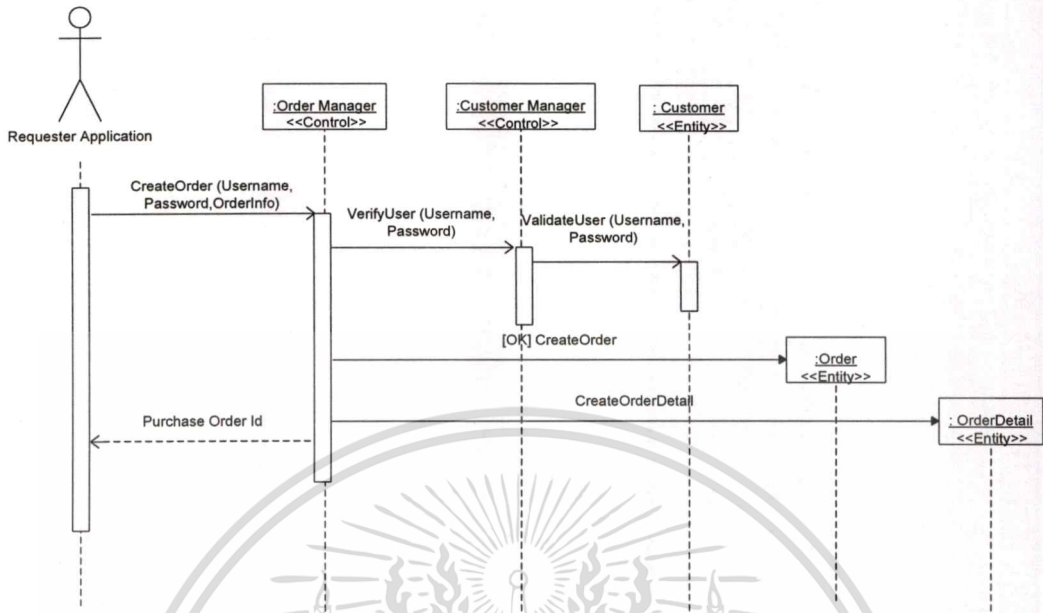 Requester Application
:Order Manager
<<Control>>
:Customer Manager
<<Control>>
: Customer
<<Entity>>
CreateOrder (Username,
Password,OrderInfo)
VerifyUser (Username,
Password)
ValidateUser (Username,
Password)
[OK] CreateOrder
:Order
<<Entity>>
CreateOrderDetail
: OrderDetail
<<Entity>>
Purchase Order Id